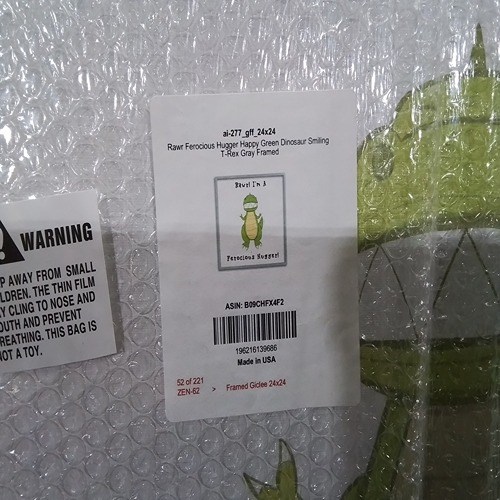 ai-277_gff_24x24
Rawr Ferocious Hugger Happy Green Dinosaur Smiling
T-Rex Gray Framed
Rawr! I'm A
Ferocious Hugger!
ASIN: B09CHFX4F2
196216139686
Made in USA
52 of 221
ZEN-62 > Framed Giclee 24x24
WARNING
P AWAY FROM SMALL
LDREN. THE THIN FILM
Y CLING TO NOSE AND
OUTH AND PREVENT
REATHING. THIS BAG IS
OT A TOY.